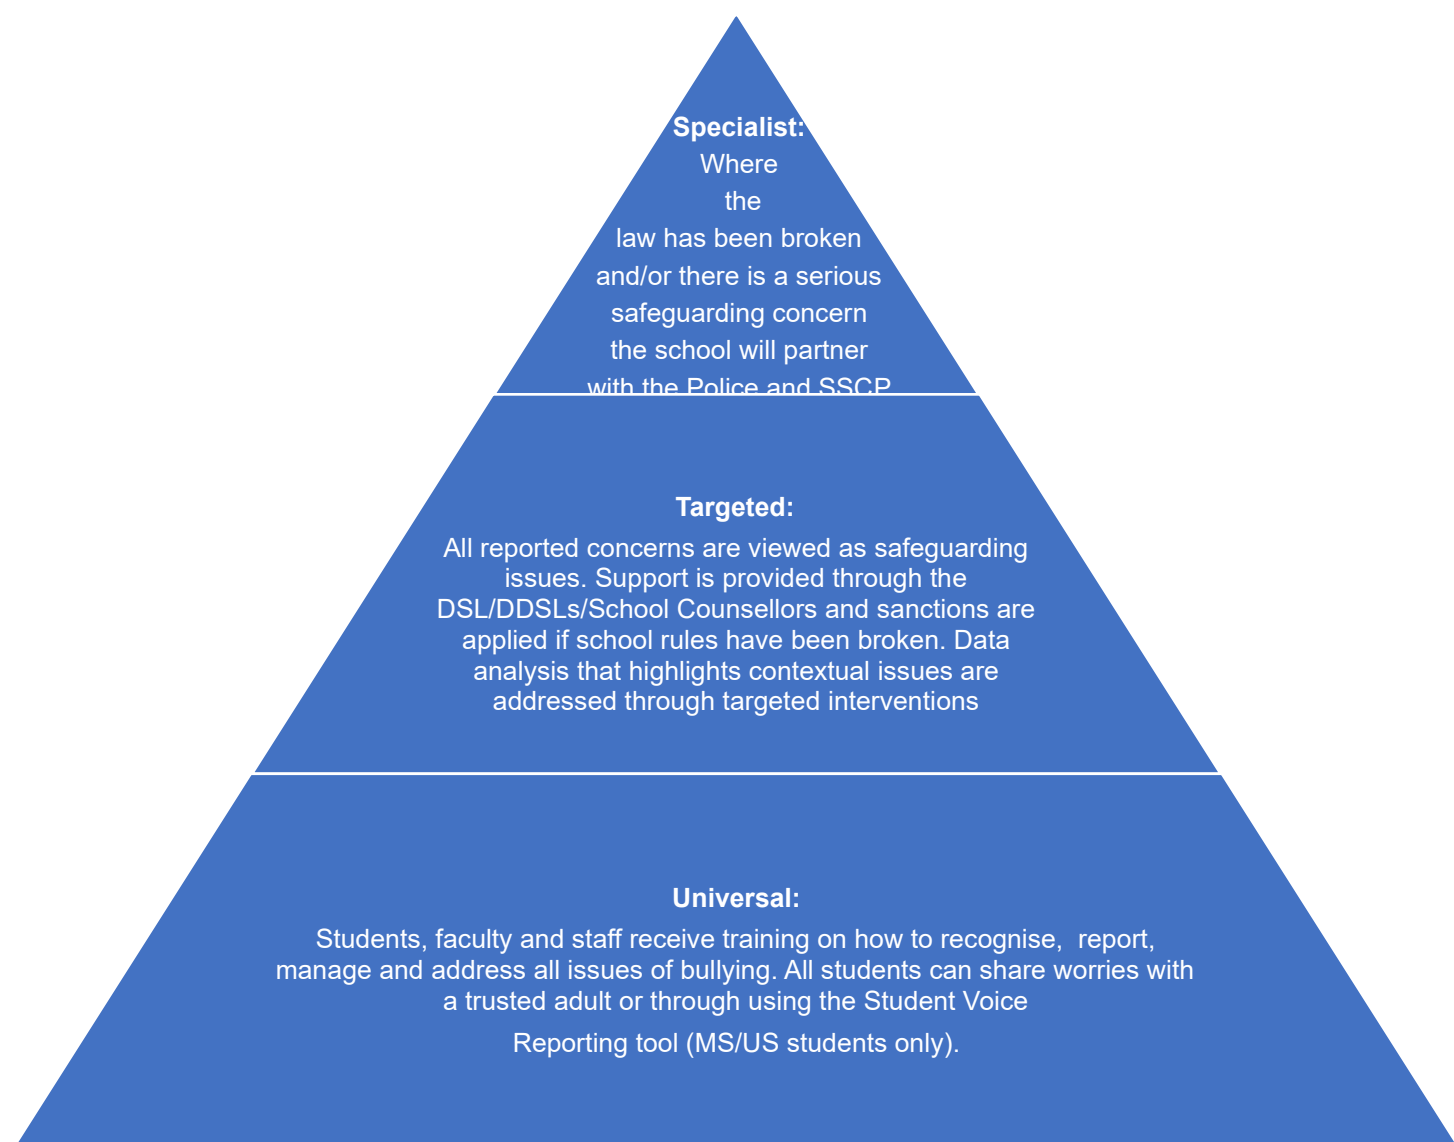 Specialist:
Where
the
law has been broken
and/or there is a serious
safeguarding concern
the school will partner
with the Police and SSCP
Targeted:
All reported concerns are viewed as safeguarding
issues. Support is provided through the
DSL/DDSLs/School Counsellors and sanctions are
applied if school rules have been broken. Data
analysis that highlights contextual issues are
addressed through targeted interventions
Universal:
Students, faculty and staff receive training on how to recognise,  report,
manage and address all issues of bullying. All students can share worries with
a trusted adult or through using the Student Voice
Reporting tool (MS/US students only).